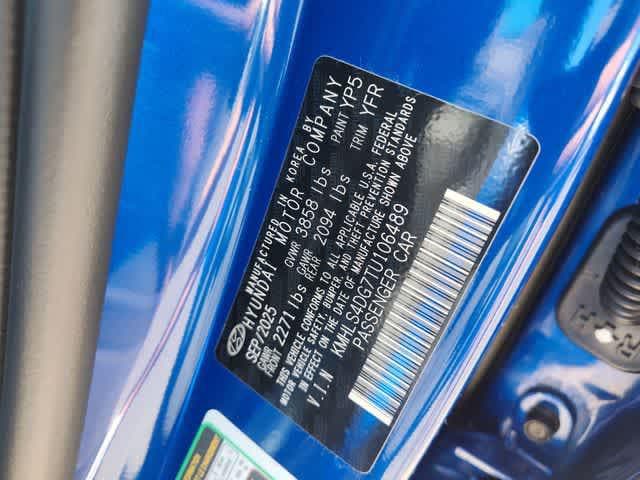 MANUFACTURED IN KOREA BY
HYUNDAI MOTOR COMPANY
SEP/2025 GVWR 3858 lbs PAINT YP5
GAWR FRONT 2271 lbs GAWR REAR 2094 lbs TRIM YFR
THIS VEHICLE CONFORMS TO ALL APPLICABLE U.S.A. FEDERAL
MOTOR VEHICLE SAFETY, BUMPER, AND THEFT PREVENTION STANDARDS
IN EFFECT ON THE DATE OF MANUFACTURE SHOWN ABOVE
V.I.N KMHLS4DG7TU106489
PASSENGER CAR